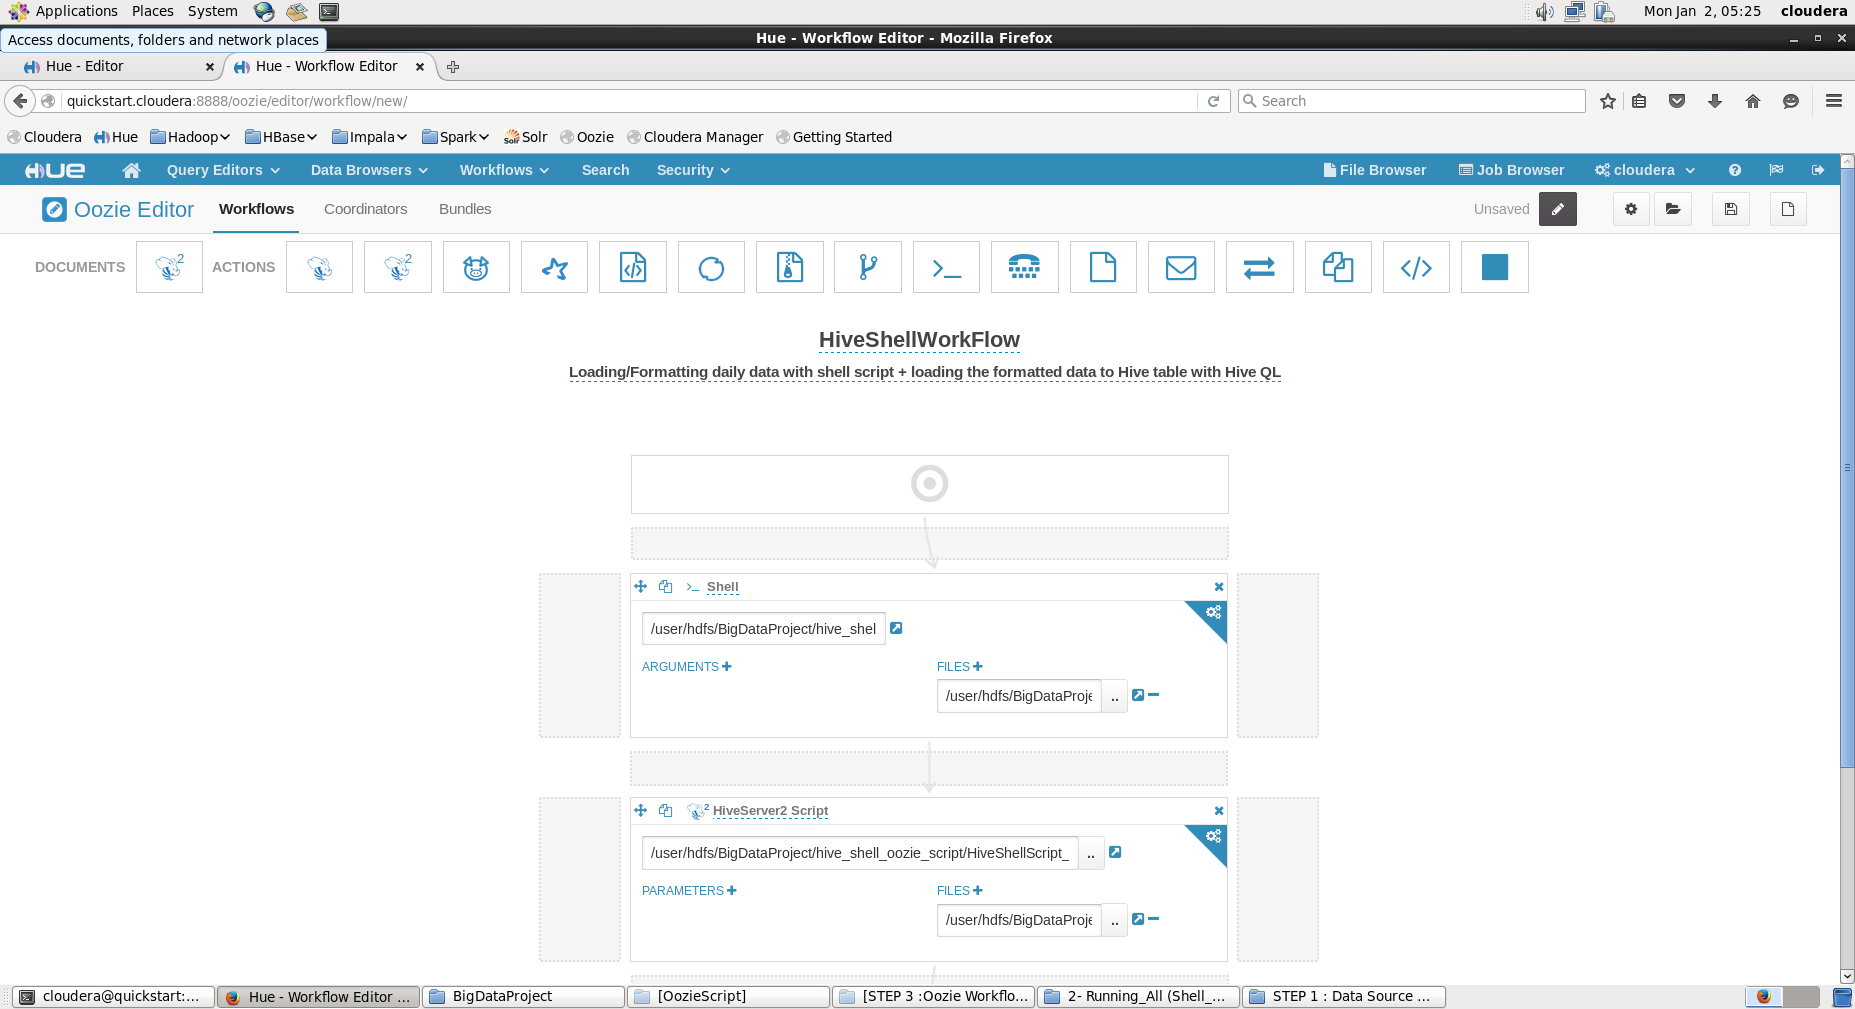 Applications Places System
Mon Jan 2, 05:25 cloudera
Access documents, folders and network places
Hue - Workflow Editor - Mozilla Firefox
Hue - Editor
Hue - Workflow Editor
quickstart.cloudera:8888/oozie/editor/workflow/new/
Search
Cloudera Hue Hadoop HBase Impala Spark Solr Oozie Cloudera Manager Getting Started
HUE Query Editors Data Browsers Workflows Search Security File Browser Job Browser cloudera
Oozie Editor Workflows Coordinators Bundles Unsaved
DOCUMENTS 2 ACTIONS 2
HiveShellWorkFlow
Loading/Formatting daily data with shell script + loading the formatted data to Hive table with Hive QL
>_ Shell
/user/hdfs/BigDataProject/hive_shel
ARGUMENTS FILES
/user/hdfs/BigDataProje ..
2 HiveServer2 Script
/user/hdfs/BigDataProject/hive_shell_oozie_script/HiveShellScript_ ..
PARAMETERS FILES
/user/hdfs/BigDataProje ..
cloudera@quickstart:... Hue - Workflow Editor ... BigDataProject [OozieScript] [STEP 3 :Oozie Workflo... 2- Running_All (Shell_... STEP 1 : Data Source ...